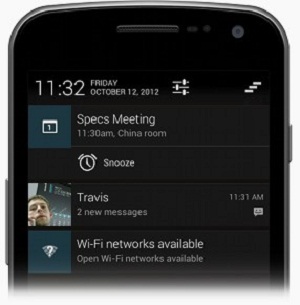 11:32 FRIDAY
OCTOBER 12, 2012
1
Specs Meeting
11:30am, China room
Snooze
Travis 11:31 AM
2 new messages
Wi-Fi networks available
Open Wi-Fi networks available